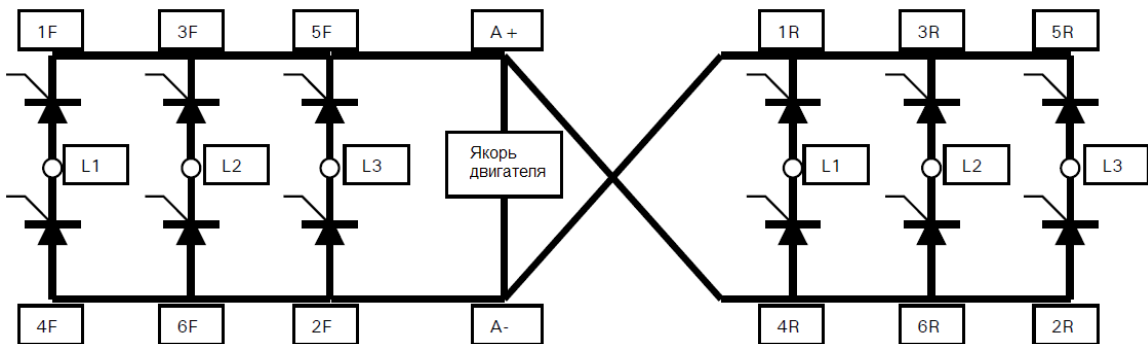 1F 3F 5F A + 1R 3R 5R
L1 L2 L3 Якорь двигателя L1 L2 L3
4F 6F 2F A- 4R 6R 2R